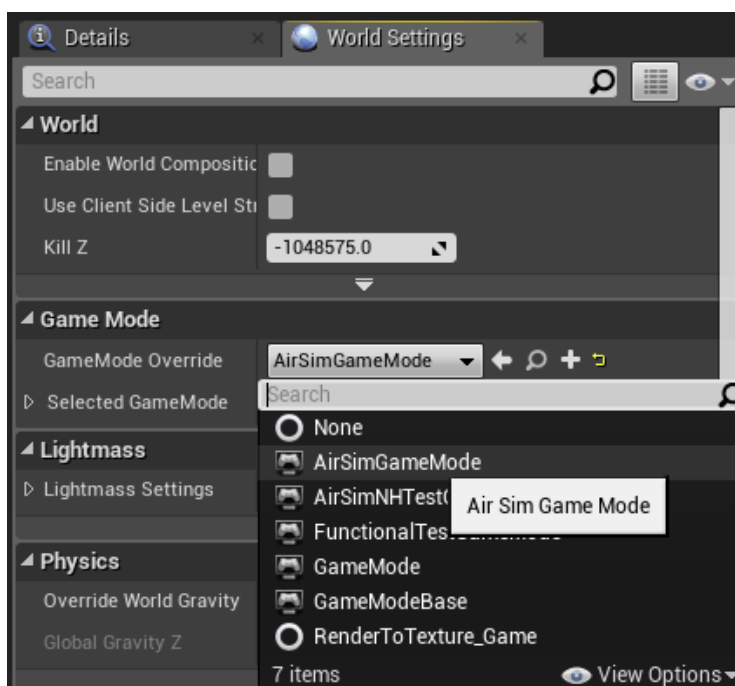 Details
World Settings
Search
World
Enable World Compositic
Use Client Side Level Str
Kill Z
-1048575.0
Game Mode
GameMode Override
AirSimGameMode
Selected GameMode
Search
None
AirSimGameMode
AirSimNHTest
Air Sim Game Mode
GameMode
GameModeBase
RenderToTexture_Game
7 items
View Options
Lightmass
Lightmass Settings
Physics
Override World Gravity
Global Gravity Z